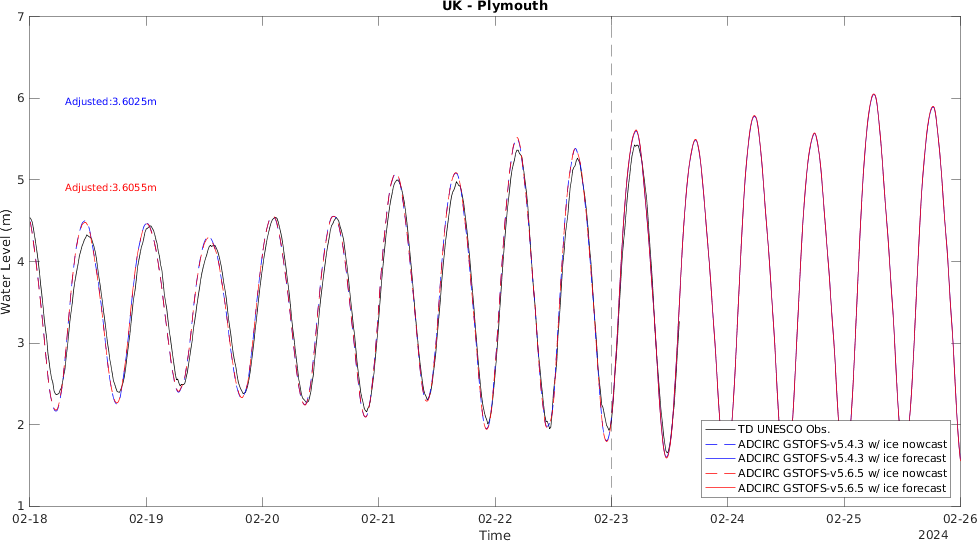 UK - Plymouth
7
6
5
4
3
2
1
Water Level (m)
Adjusted:3.6025m
Adjusted:3.6055m
TD UNESCO Obs.
ADCIRC GSTOFS-v5.4.3 w/ ice nowcast
ADCIRC GSTOFS-v5.4.3 w/ ice forecast
ADCIRC GSTOFS-v5.6.5 w/ ice nowcast
ADCIRC GSTOFS-v5.6.5 w/ ice forecast
02-18 02-19 02-20 02-21 02-22 02-23 02-24 02-25 02-26
Time
2024